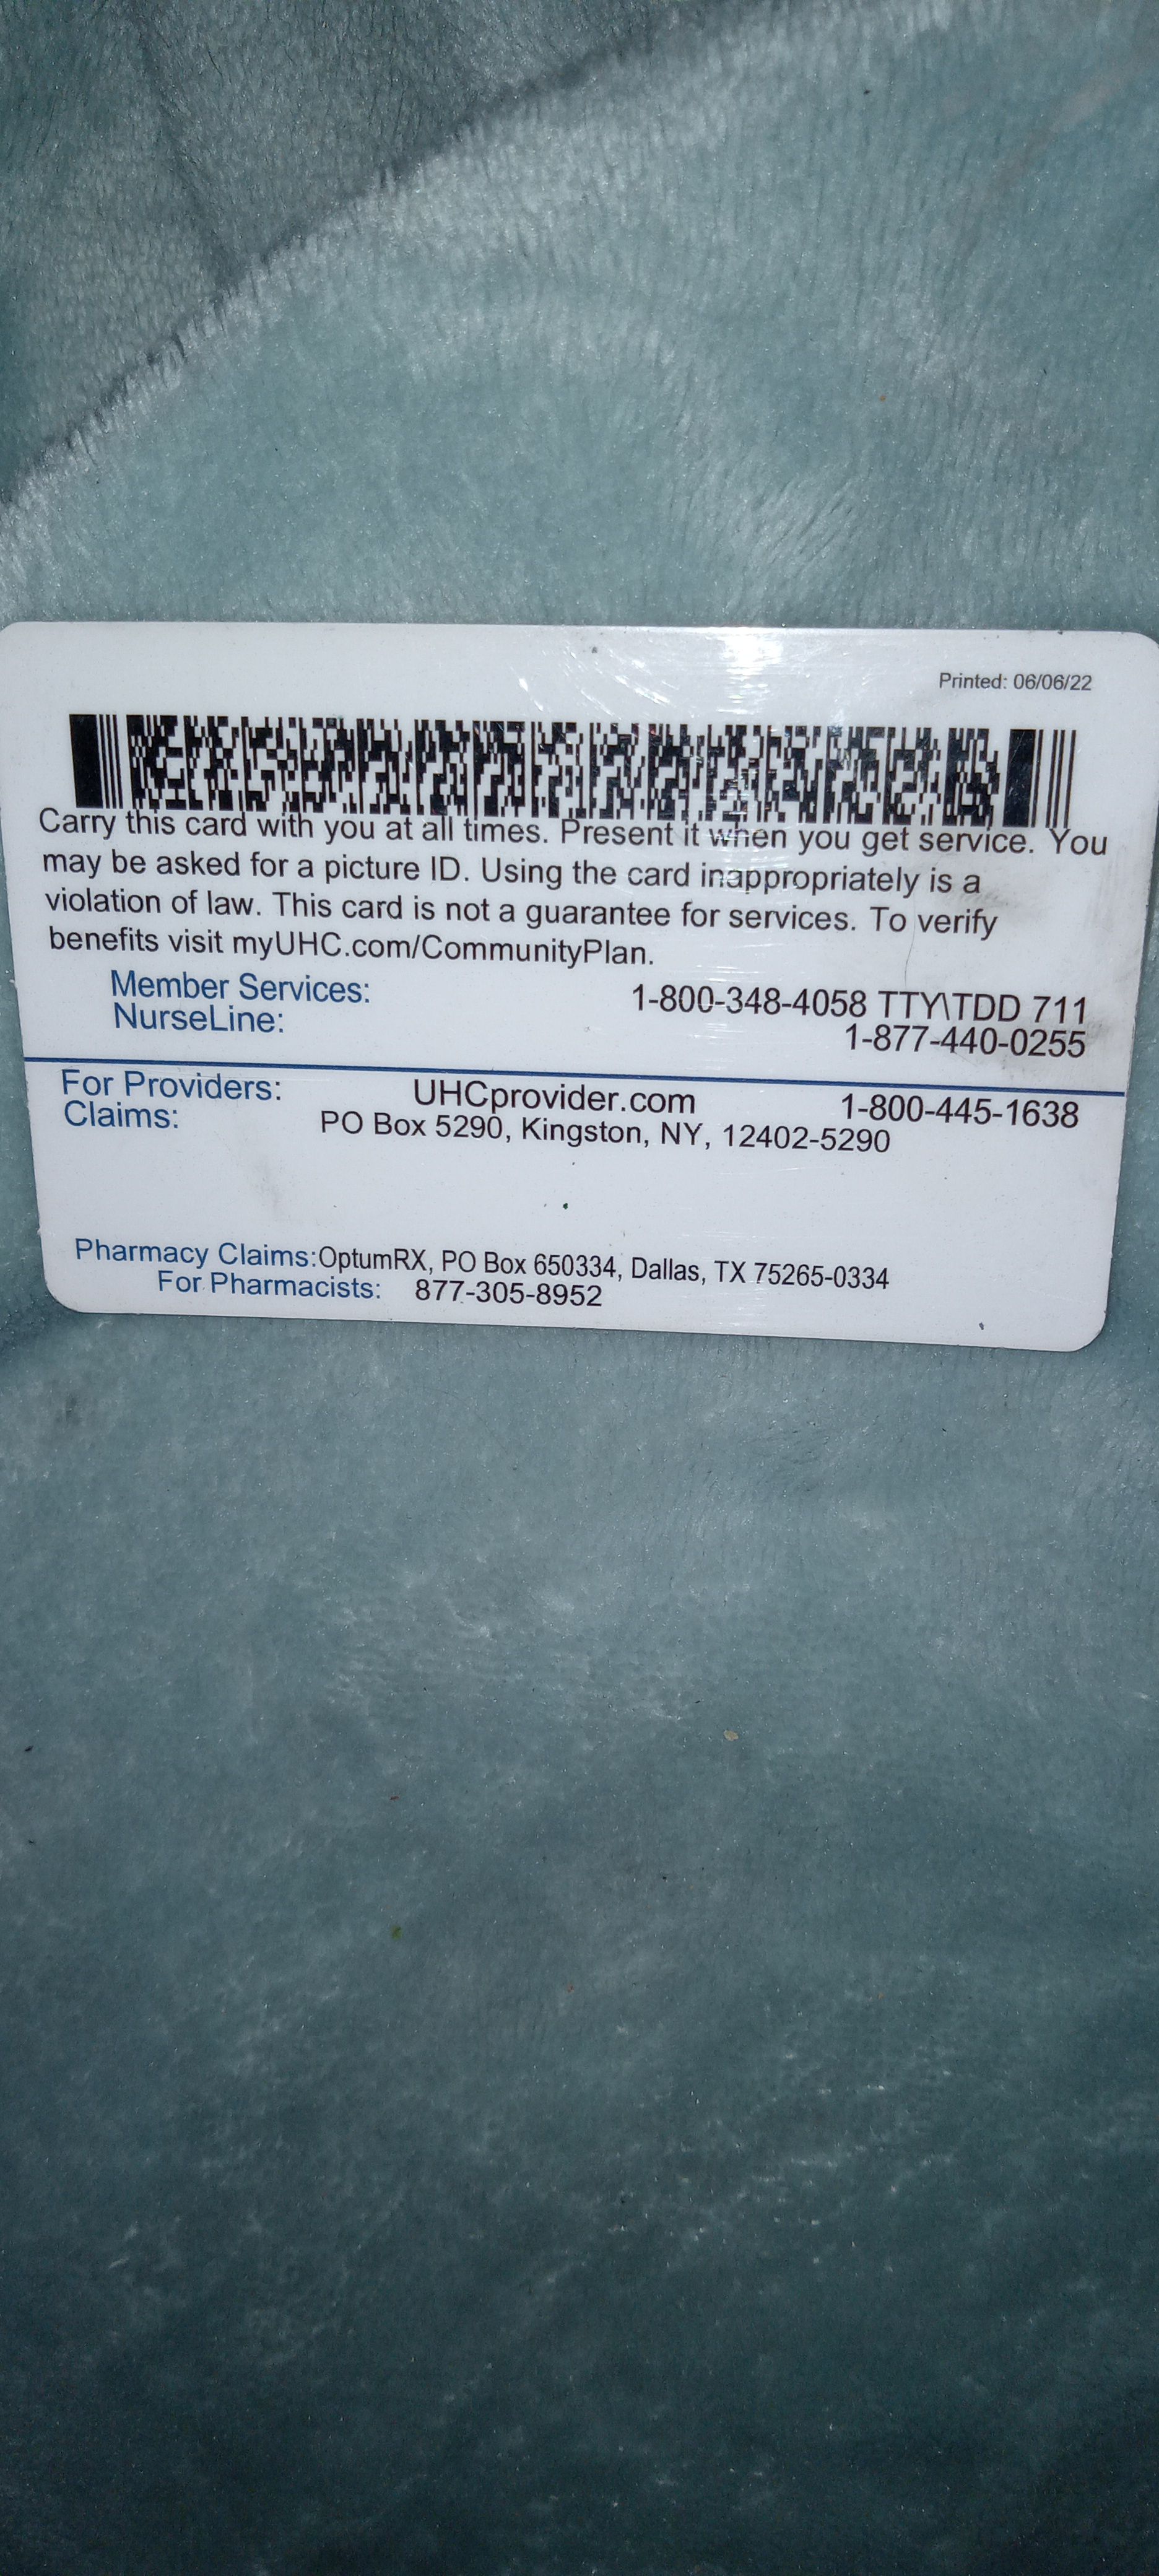 Printed: 06/06/22
Carry this card with you at all times. Present it when you get service. You
may be asked for a picture ID. Using the card inappropriately is a
violation of law. This card is not a guarantee for services. To verify
benefits visit myUHC.com/CommunityPlan.
Member Services: 1-800-348-4058 TTY\TDD 711
NurseLine: 1-877-440-0255
For Providers: UHCprovider.com 1-800-445-1638
Claims: PO Box 5290, Kingston, NY, 12402-5290
Pharmacy Claims:OptumRX, PO Box 650334, Dallas, TX 75265-0334
For Pharmacists: 877-305-8952